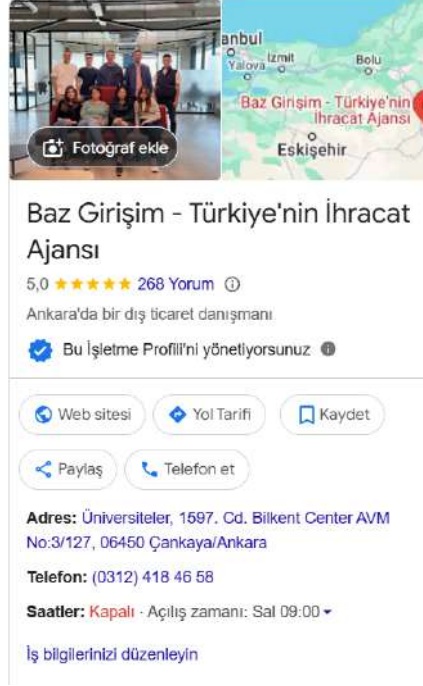 anbul
Yalova
Izmit
Bolu
Baz Girişim - Türkiye'nin
İhracat Ajansı
Eskişehir
Fotoğraf ekle
Baz Girişim - Türkiye'nin İhracat
Ajansı
5,0 268 Yorum
Ankara'da bir dış ticaret danışmanı
Bu İşletme Profili'ni yönetiyorsunuz
Web sitesi
Yol Tarifi
Kaydet
Paylaş
Telefon et
Adres: Üniversiteler, 1597. Cd. Bilkent Center AVM
No:3/127, 06450 Çankaya/Ankara
Telefon: (0312) 418 46 58
Saatler: Kapalı · Açılış zamanı: Sal 09:00
İş bilgilerinizi düzenleyin